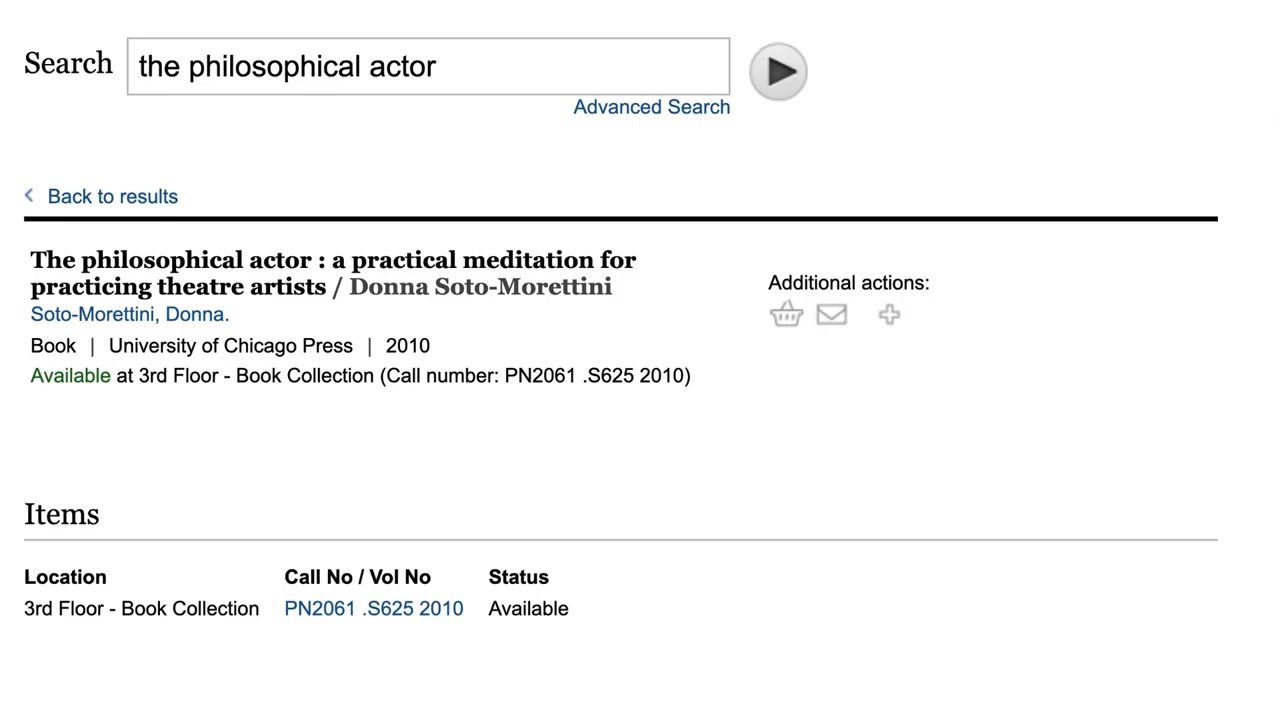 Search the philosophical actor
Advanced Search
Back to results
The philosophical actor : a practical meditation for
practicing theatre artists / Donna Soto-Morettini
Soto-Morettini, Donna.
Book | University of Chicago Press | 2010
Available at 3rd Floor - Book Collection (Call number: PN2061 .S625 2010)
Additional actions:
Items
Location Call No / Vol No Status
3rd Floor - Book Collection PN2061 .S625 2010 Available